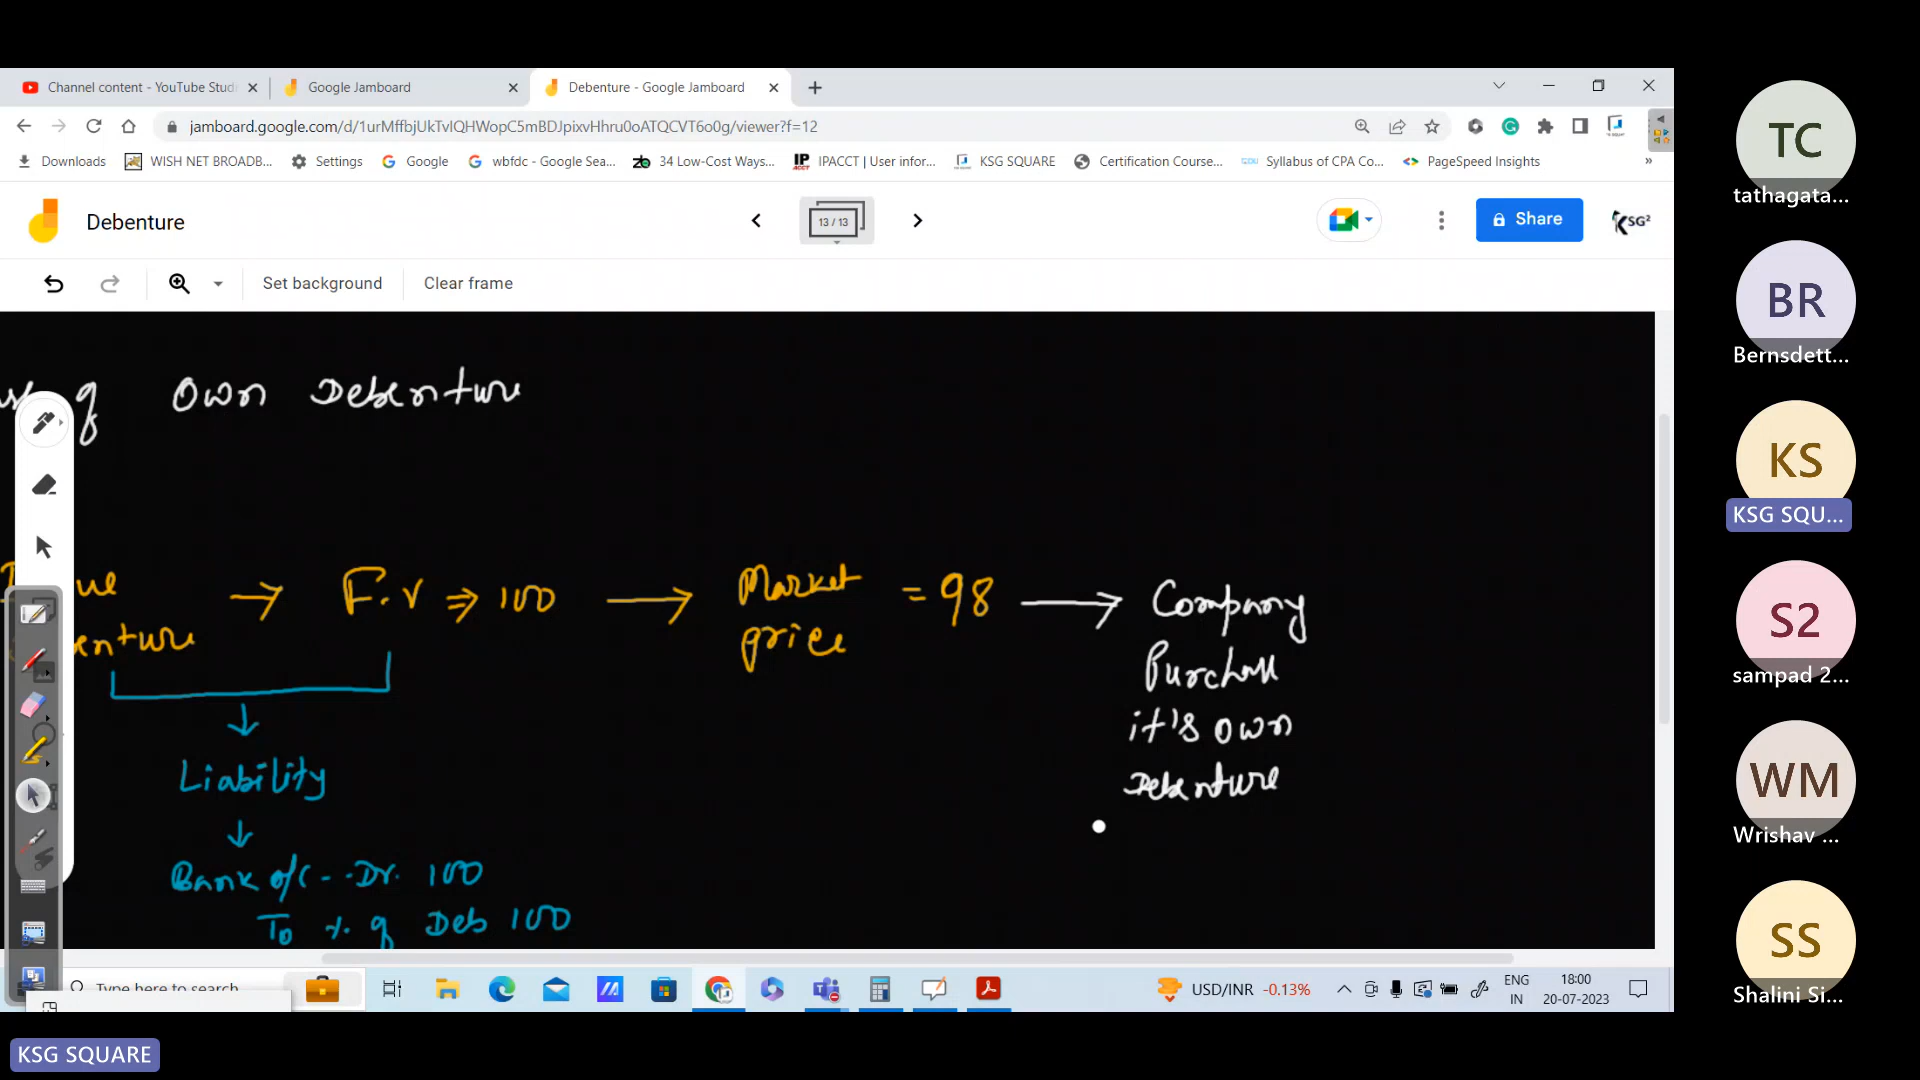 Channel content - YouTube Stud
Google Jamboard
Debenture - Google Jamboard
jamboard.google.com/d/1urMffbjUkTvIQHWopC5mBDJpixvHhru0oATQCVT6o0g/viewer?f=12
Downloads
WISH NET BROADB...
Settings
Google
wbfdc - Google Sea...
34 Low-Cost Ways...
IPACCT | User infor...
KSG SQUARE
Certification Course...
Syllabus of CPA Co...
PageSpeed Insights
»
Debenture
13 / 13
Share
KSG²
Set background
Clear frame
of Own Debenture
F.V ⇒ 100
Market price = 98
Company
Purchase
it's own
Debenture
Liability
Bank a/c - - Dr. 100
To %. of Deb 100
Type here to search
USD/INR -0.13%
ENG
IN
18:00
20-07-2023
TC
tathagata...
BR
Bernsdett...
KS
KSG SQU...
S2
sampad 2...
WM
Wrishav ...
SS
Shalini Si...
KSG SQUARE